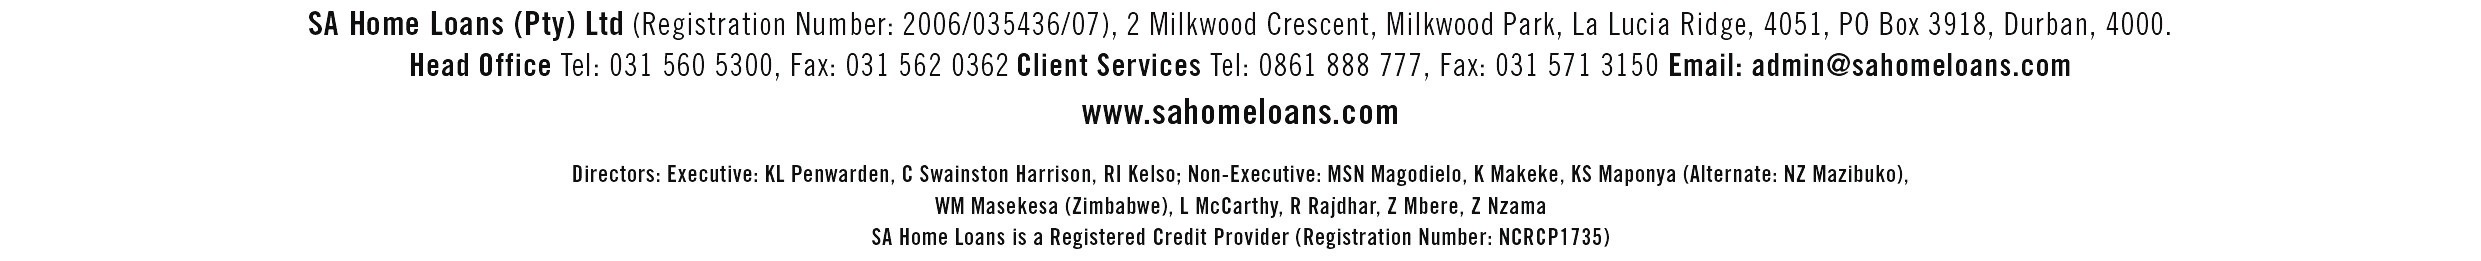 SA Home Loans (Pty) Ltd (Registration Number: 2006/035436/07), 2 Milkwood Crescent, Milkwood Park, La Lucia Ridge, 4051, PO Box 3918, Durban, 4000.
Head Office Tel: 031 560 5300, Fax: 031 562 0362 Client Services Tel: 0861 888 777, Fax: 031 571 3150 Email: admin@sahomeloans.com
www.sahomeloans.com
Directors: Executive: KL Penwarden, C Swainston Harrison, RI Kelso; Non-Executive: MSN Magodielo, K Makeke, KS Maponya (Alternate: NZ Mazibuko),
WM Masekesa (Zimbabwe), L McCarthy, R Rajdhar, Z Mbere, Z Nzama
SA Home Loans is a Registered Credit Provider (Registration Number: NCRCP1735)